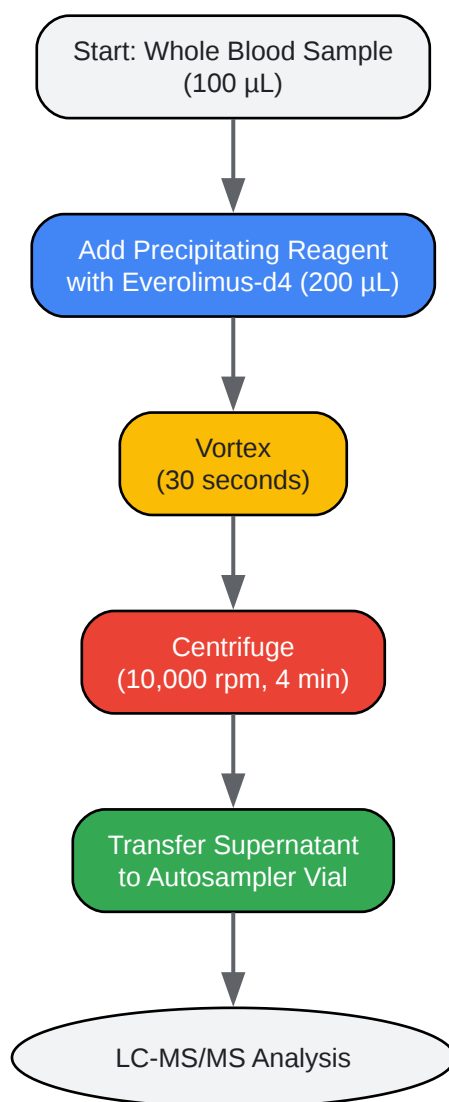 Start: Whole Blood Sample
(100 µL)
Add Precipitating Reagent
with Everolimus-d4 (200 µL)
Vortex
(30 seconds)
Centrifuge
(10,000 rpm, 4 min)
Transfer Supernatant
to Autosampler Vial
LC-MS/MS Analysis